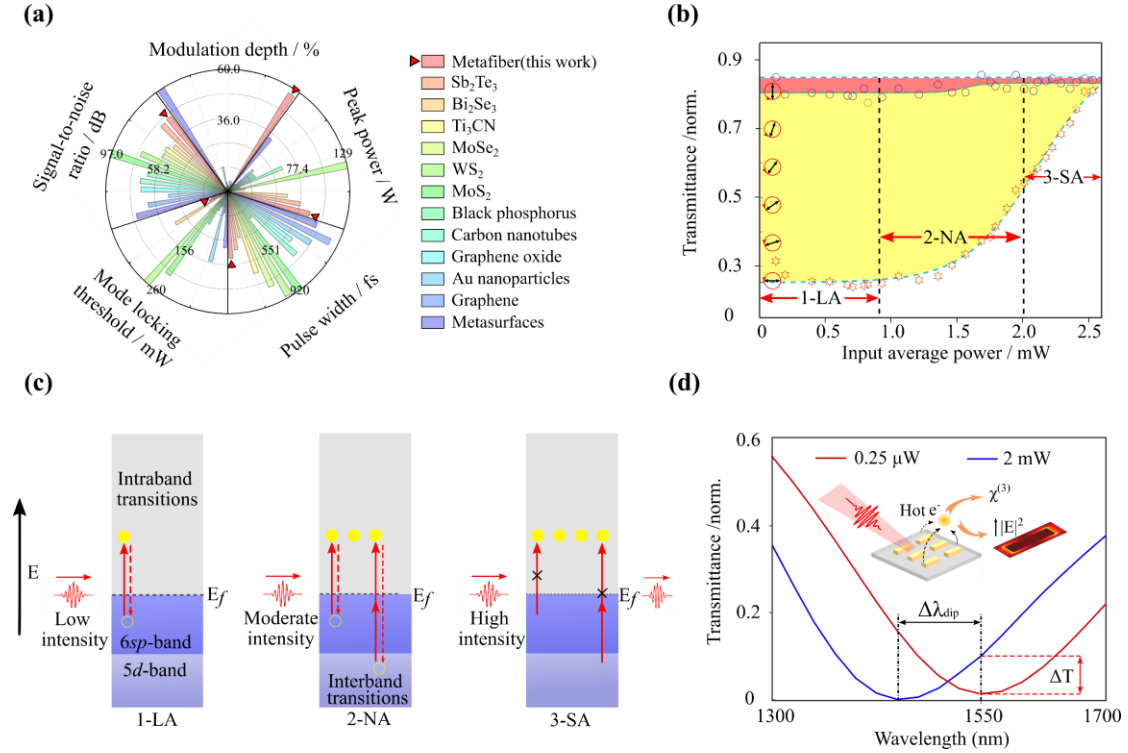 (a)
Modulation depth / %
60.0
36.0
Peak power / W
129
77.4
Signal-to-noise
ratio / dB
97.0
58.2
Mode locking
threshold / mW
260
156
Pulse width / fs
551
920
Metafiber(this work)
Sb₂Te₃
Bi₂Se₃
Ti₃CN
MoSe₂
WS₂
MoS₂
Black phosphorus
Carbon nanotubes
Graphene oxide
Au nanoparticles
Graphene
Metasurfaces
(b)
Transmittance /norm.
0.9
0.7
0.5
0.3
0
3-SA
2-NA
1-LA
0 0.5 1.0 1.5 2.0 2.5
Input average power / mW
(c)
E
Intraband
transitions
Low
intensity
E𝑓
6sp-band
5d-band
1-LA
Moderate
intensity
E𝑓
Interband
transitions
2-NA
High
intensity
E𝑓
3-SA
(d)
Transmittance /norm.
0.6
0.4
0.2
0
0.25 μW
2 mW
χ⁽³⁾
Hot e⁻
||E|²
Δλdip
ΔT
1300 1550 1700
Wavelength (nm)